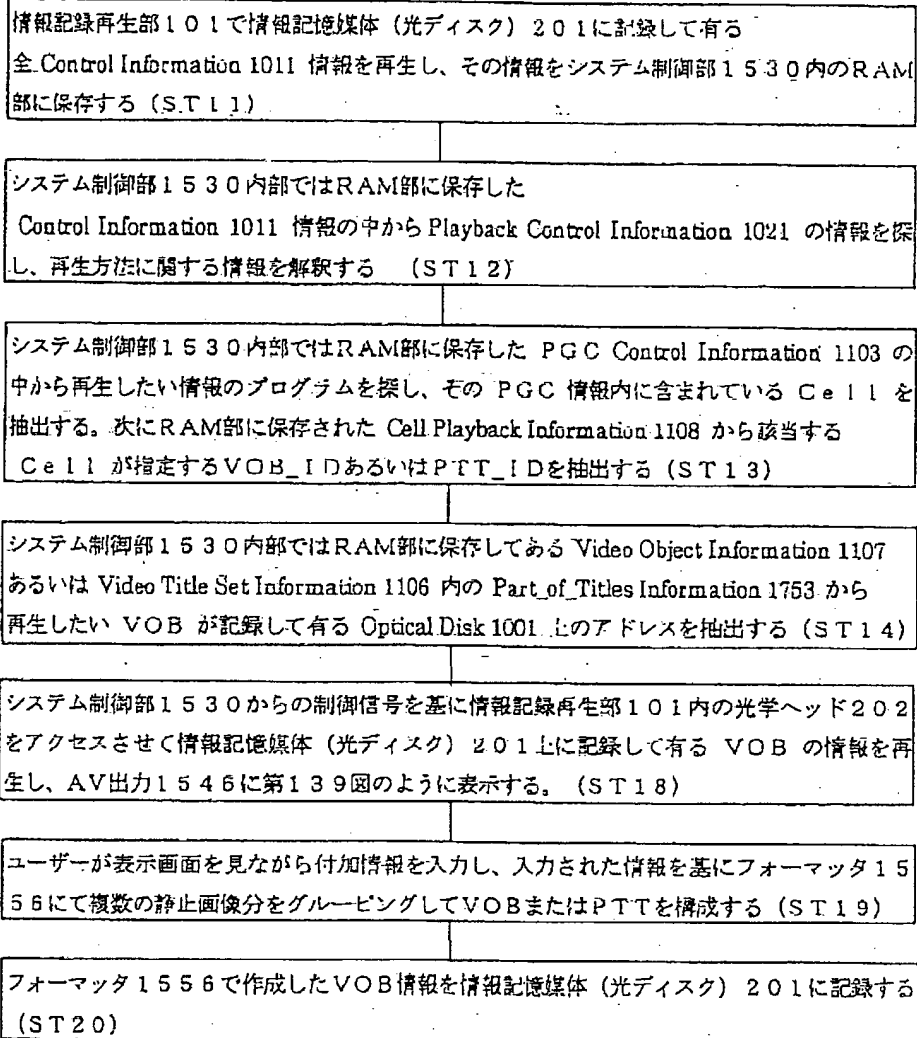 情報記録再生部101で情報記憶媒体(光ディスク)201に記録して有る
全 Control Information 1011 情報を再生し、その情報をシステム制御部1530内のRAM
部に保存する(ST11)
システム制御部1530内部ではRAM部に保存した
Control Information 1011 情報の中から Playback Control Information 1021 の情報を探
し、再生方法に関する情報を解釈する (ST12)
システム制御部1530内部ではRAM部に保存した PGC Control Information 1103 の
中から再生したい情報のプログラムを探し、その PGC 情報内に含まれている Cell を
抽出する。次にRAM部に保存された Cell Playback Information 1108 から該当する
Cell が指定するVOB_IDあるいはPTT_IDを抽出する(ST13)
システム制御部1530内部ではRAM部に保存してある Video Object Information 1107
あるいは Video Title Set Information 1106 内の Part_of_Titles Information 1753 から
再生したい VOB が記録して有る Optical Disk 1001 上のアドレスを抽出する(ST14)
システム制御部1530からの制御信号を基に情報記録再生部101内の光学ヘッド202
をアクセスさせて情報記憶媒体(光ディスク)201上に記録して有る VOB の情報を再
生し、AV出力1546に第139図のように表示する。(ST18)
ユーザーが表示画面を見ながら付加情報を入力し、入力された情報を基にフォーマッタ15
56にて複数の静止画像分をグルーピングしてVOBまたはPTTを構成する(ST19)
フォーマッタ1556で作成したVOB情報を情報記憶媒体(光ディスク)201に記録する
(ST20)